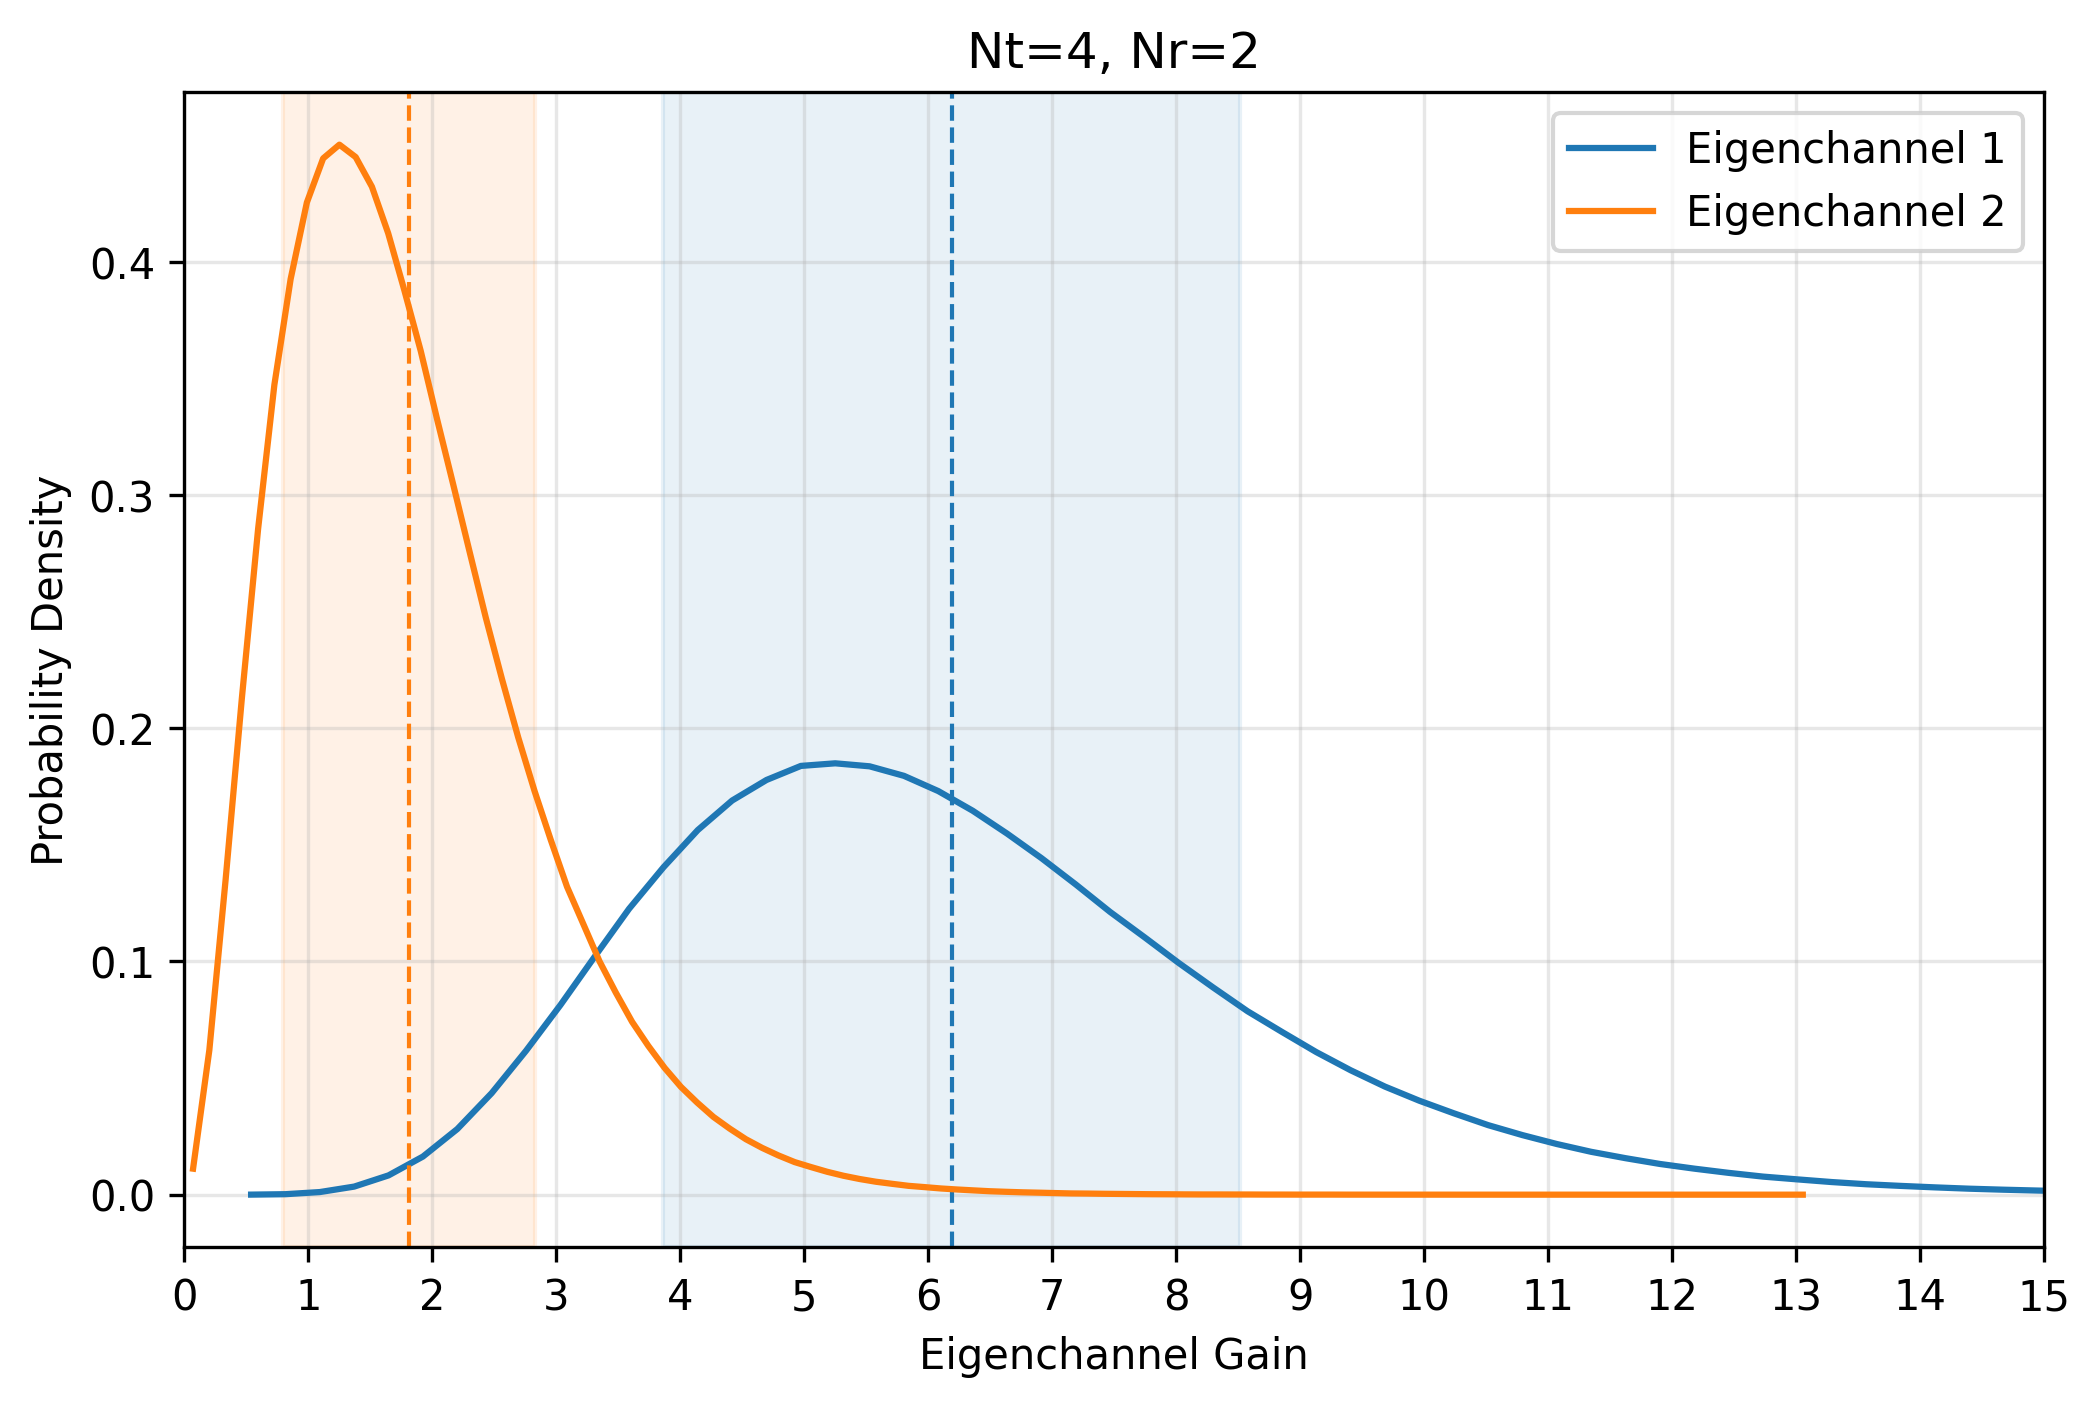 Nt=4, Nr=2
Eigenchannel 1
Eigenchannel 2
Probability Density
0.4
0.3
0.2
0.1
0.0
0 1 2 3 4 5 6 7 8 9 10 11 12 13 14 15
Eigenchannel Gain